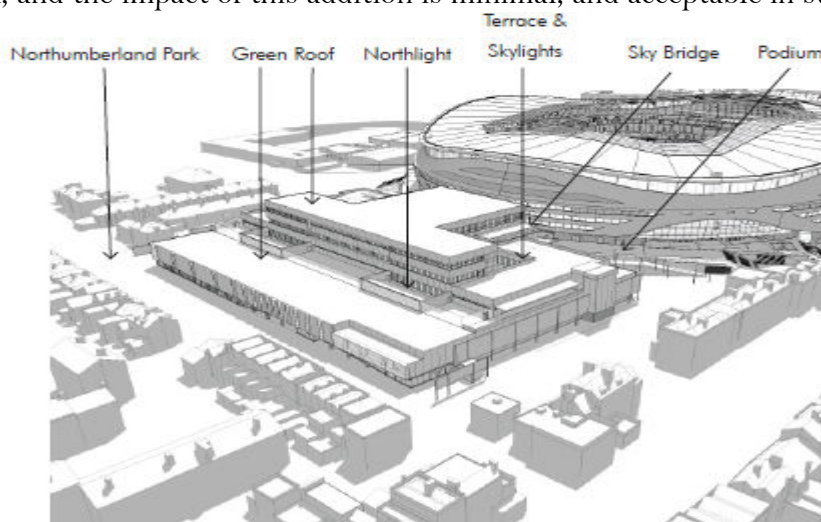 , and the impact of this addition is minimal, and acceptable in
Terrace &
Northumberland Park Green Roof Northlight Skylights Sky Bridge Podium